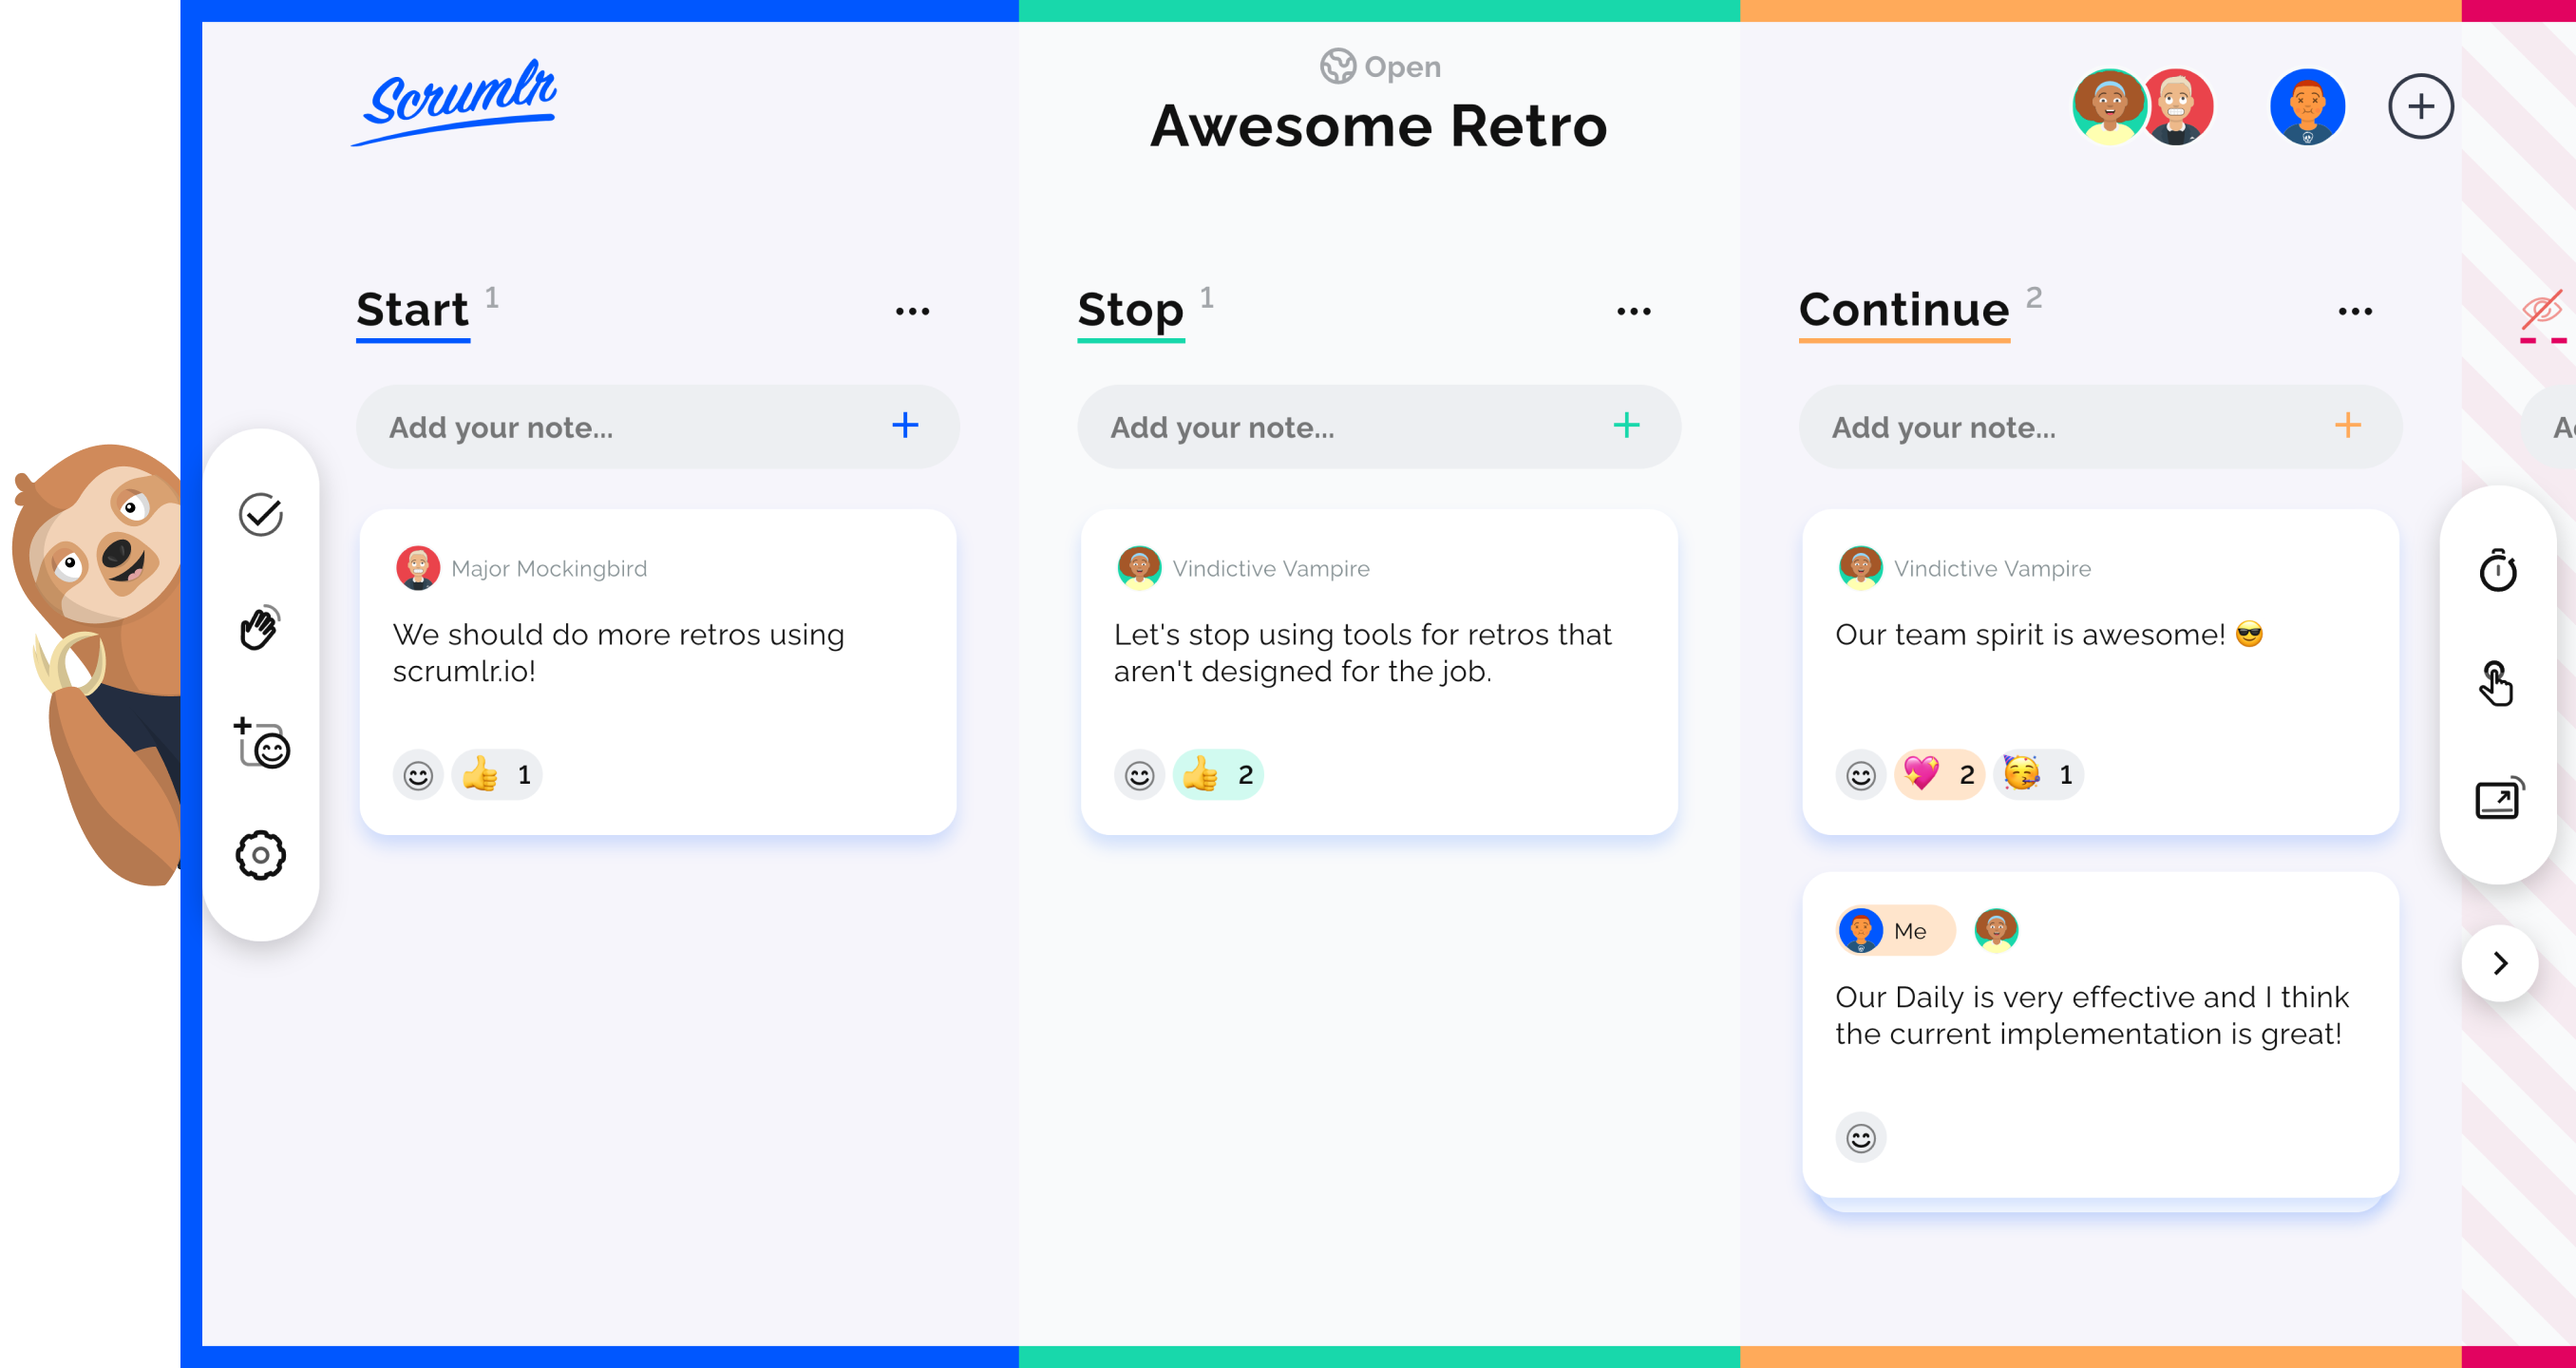 Scrumlr
Open
Awesome Retro
Start 1
Add your note...
Major Mockingbird
We should do more retros using
scrumlr.io!
1
Stop 1
Add your note...
Vindictive Vampire
Let's stop using tools for retros that
aren't designed for the job.
2
Continue 2
Add your note...
Vindictive Vampire
Our team spirit is awesome! 😎
2 1
Me
Our Daily is very effective and I think
the current implementation is great!